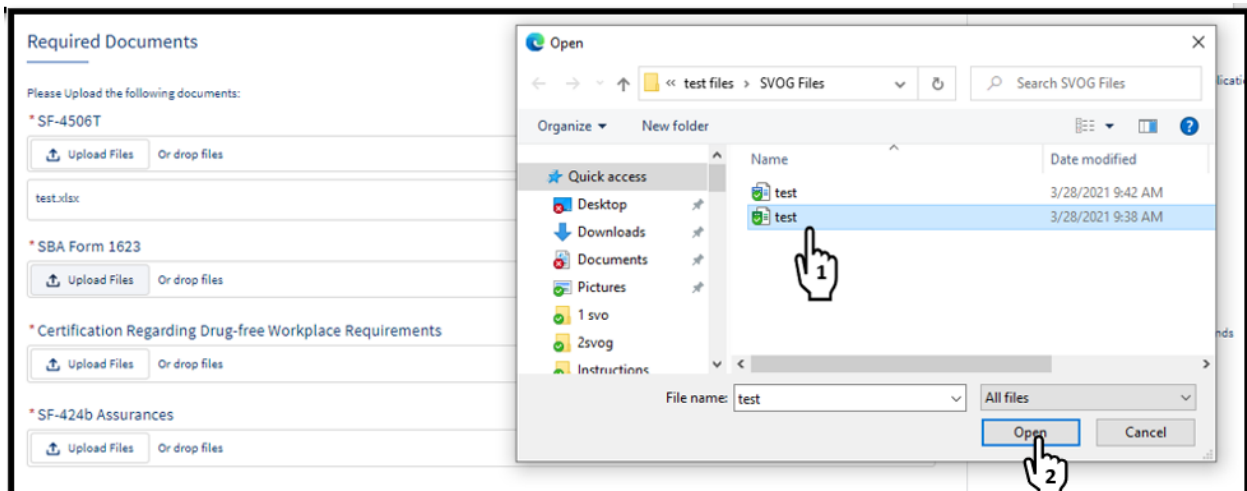 Required Documents
Please Upload the following documents:
*SF-4506T
Upload Files Or drop files
test.xlsx
*SBA Form 1623
Upload Files Or drop files
*Certification Regarding Drug-free Workplace Requirements
Upload Files Or drop files
*SF-424b Assurances
Upload Files Or drop files
Open
« test files > SVOG Files
Search SVOG Files
Organize
New folder
Name
Date modified
Quick access
Desktop
Downloads
Documents
Pictures
1 svo
2svog
Instructions
test 3/28/2021 9:42 AM
test 3/28/2021 9:38 AM
1
File name: test
All files
Open
Cancel
2
nds